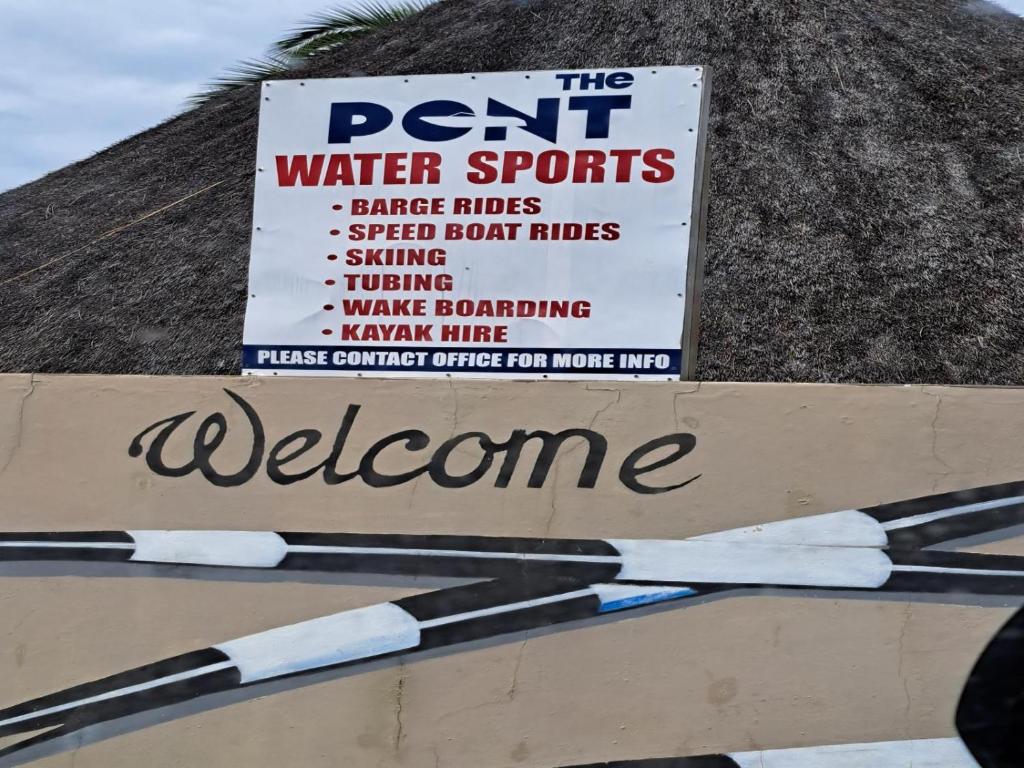 THE
PONT
WATER SPORTS
• BARGE RIDES
• SPEED BOAT RIDES
• SKIING
• TUBING
• WAKE BOARDING
• KAYAK HIRE
PLEASE CONTACT OFFICE FOR MORE INFO
Welcome